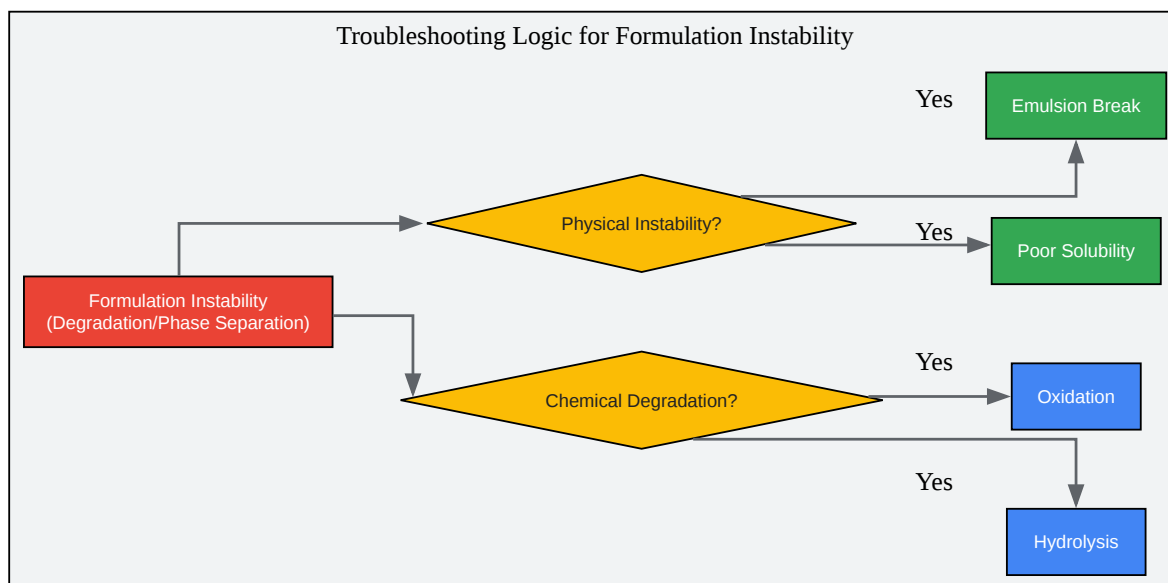 Troubleshooting Logic for Formulation Instability
Yes
Emulsion Break
Physical Instability?
Yes
Poor Solubility
Formulation Instability
(Degradation/Phase Separation)
Yes
Chemical Degradation?
Oxidation
Yes
Hydrolysis